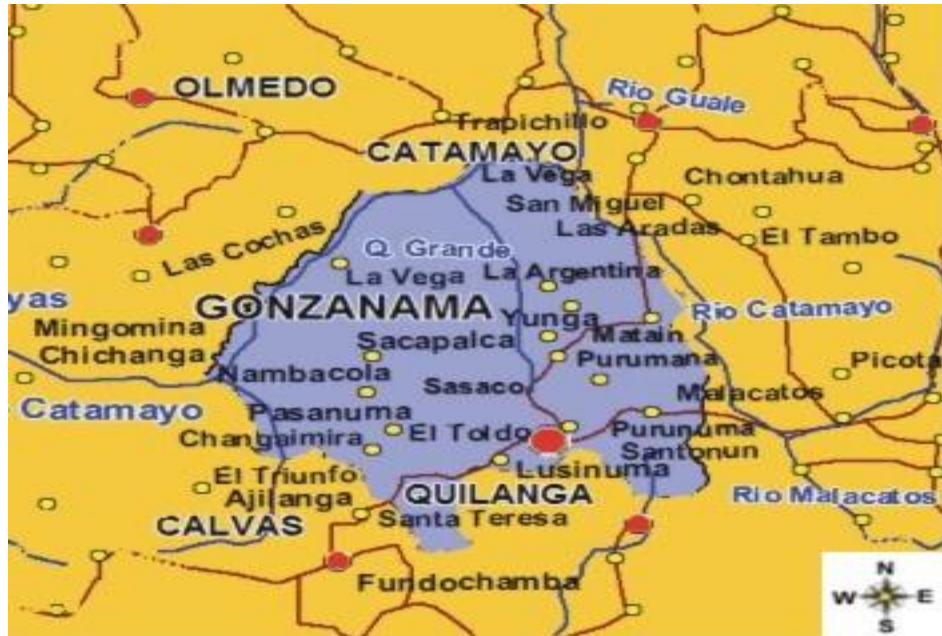 OLMEDO
Rio Guale
Trapichillo
CATAMAYO
La Vega
Chontahua
San Miguel
Las Aradas
El Tambo
Las Cochas
Q. Grande
La Vega
La Argentina
yas
GONZANAMA
Rio Catamayo
Yunga
Mingomina
Sacapalca
Matain
Chichanga
Purumana
Picota
Nambacola
Sasaco
Malacatos
Catamayo
Pasanuma
Changaimira
El Toldo
Purunuma
Santonun
El Triunfo
Lusinuma
Ajilanga
QUILANGA
Rio Malacatos
CALVAS
Santa Teresa
Fundochamba
N
W
E
S